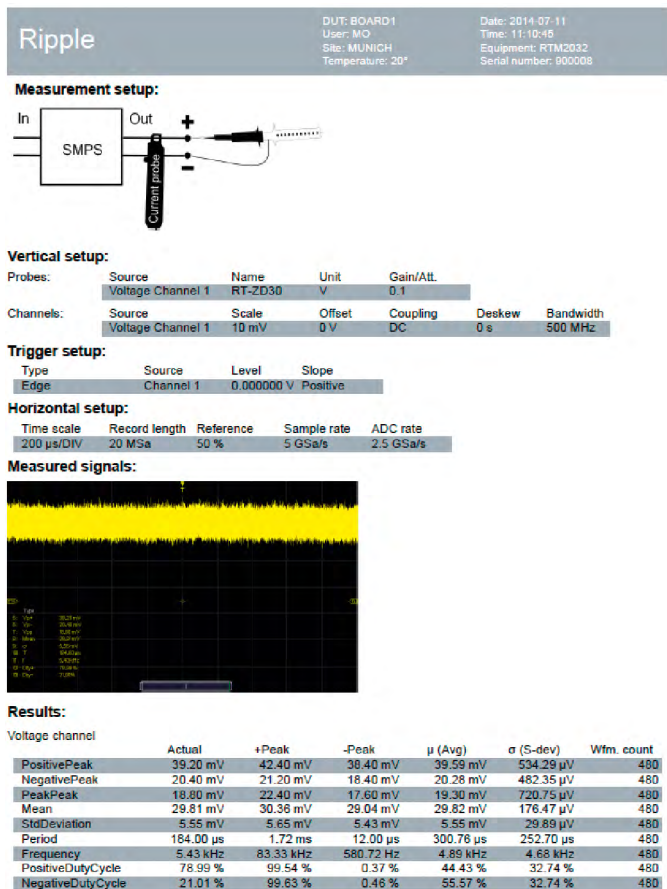 Ripple
DUT: BOARD1
User: MO
Site: MUNICH
Temperature: 20°
Date: 2014-07-11
Time: 11:10:45
Equipment: RTM2032
Serial number: 900008
Measurement setup:
In Out +
SMPS
Current probe
−
Vertical setup:
Probes: Source Name Unit Gain/Att.
Voltage Channel 1 RT-ZD30 V 0.1
Channels: Source Scale Offset Coupling Deskew Bandwidth
Voltage Channel 1 10 mV 0 V DC 0 s 500 MHz
Trigger setup:
Type Source Level Slope
Edge Channel 1 0.000000 V Positive
Horizontal setup:
Time scale Record length Reference Sample rate ADC rate
200 µs/DIV 20 MSa 50 % 5 GSa/s 2.5 GSa/s
Measured signals:
Type
Results:
Voltage channel
Actual +Peak -Peak µ (Avg) σ (S-dev) Wfm. count
PositivePeak 39.20 mV 42.40 mV 38.40 mV 39.59 mV 534.29 µV 480
NegativePeak 20.40 mV 21.20 mV 18.40 mV 20.28 mV 482.35 µV 480
PeakPeak 18.80 mV 22.40 mV 17.60 mV 19.30 mV 720.75 µV 480
Mean 29.81 mV 30.36 mV 29.04 mV 29.82 mV 176.47 µV 480
StdDeviation 5.55 mV 5.65 mV 5.43 mV 5.55 mV 29.89 µV 480
Period 184.00 µs 1.72 ms 12.00 µs 300.76 µs 252.70 µs 480
Frequency 5.43 kHz 83.33 kHz 580.72 Hz 4.89 kHz 4.68 kHz 480
PositiveDutyCycle 78.99 % 99.54 % 0.37 % 44.43 % 32.74 % 480
NegativeDutyCycle 21.01 % 99.63 % 0.46 % 55.57 % 32.74 % 480